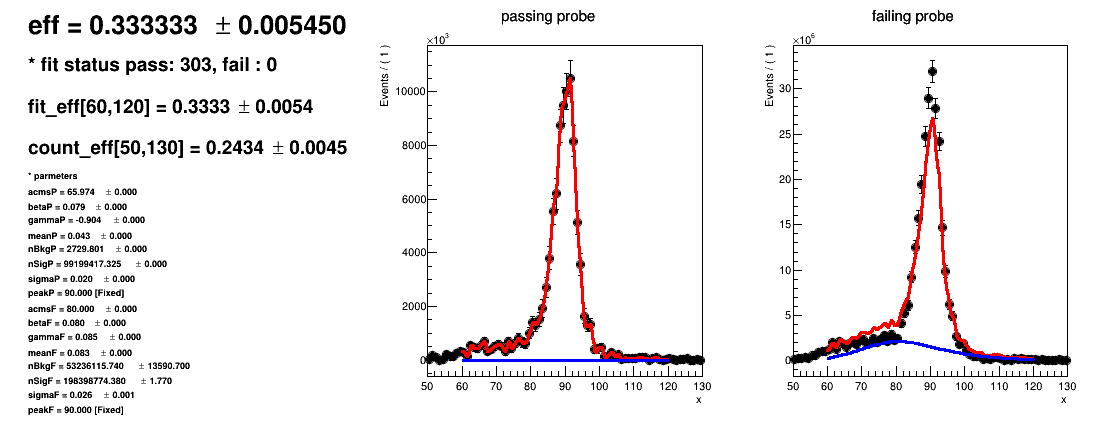 eff = 0.333333 ± 0.005450
* fit status pass: 303, fail : 0
fit_eff[60,120] = 0.3333 ± 0.0054
count_eff[50,130] = 0.2434 ± 0.0045
* parmeters
acmsP = 65.974 ± 0.000
betaP = 0.079 ± 0.000
gammaP = -0.904 ± 0.000
meanP = 0.043 ± 0.000
nBkgP = 2729.801 ± 0.000
nSigP = 99199417.325 ± 0.000
sigmaP = 0.020 ± 0.000
peakP = 90.000 [Fixed]
acmsF = 80.000 ± 0.000
betaF = 0.080 ± 0.000
gammaF = 0.085 ± 0.000
meanF = 0.083 ± 0.000
nBkgF = 53236115.740 ± 13590.700
nSigF = 198398774.380 ± 1.770
sigmaF = 0.026 ± 0.001
peakF = 90.000 [Fixed]
passing probe
×10³
Events / ( 1 )
10000
8000
6000
4000
2000
0
50 60 70 80 90 100 110 120 130
x
failing probe
×10⁶
Events / ( 1 )
30
25
20
15
10
5
0
50 60 70 80 90 100 110 120 130
x